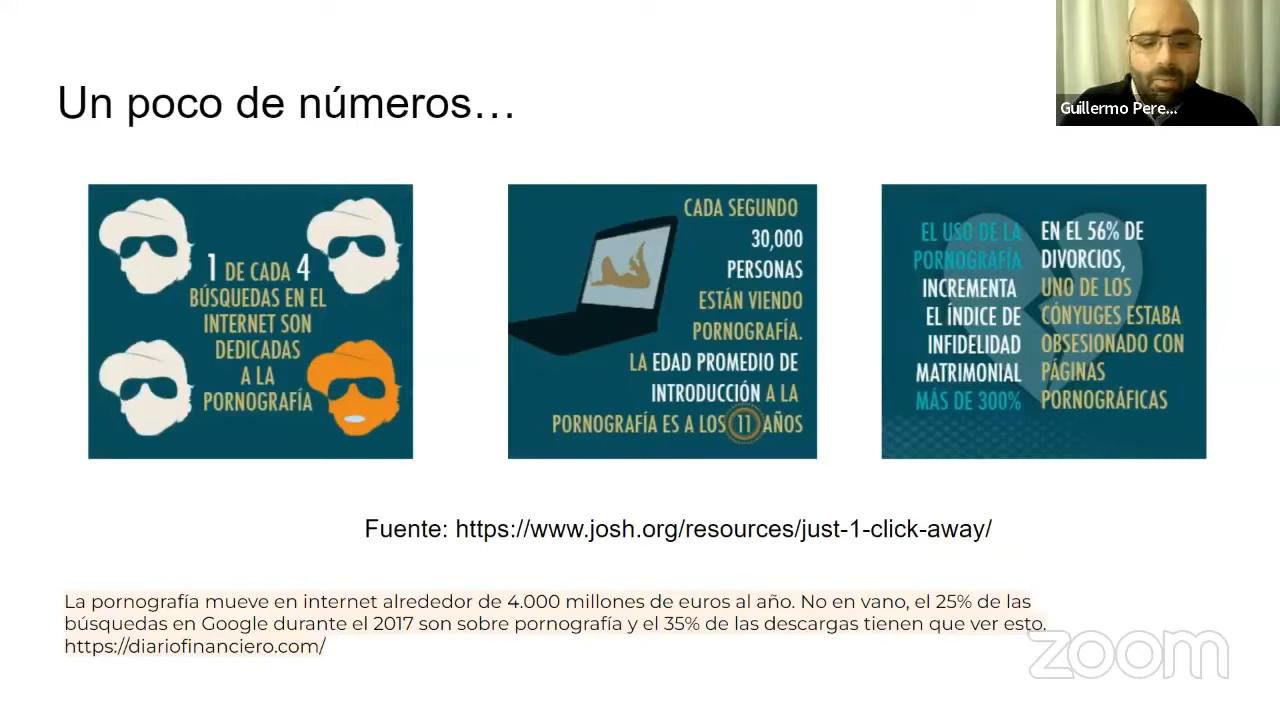 Un poco de números…
Guillermo Pere...
1 DE CADA 4
BÚSQUEDAS EN EL
INTERNET SON
DEDICADAS
A LA
PORNOGRAFÍA
CADA SEGUNDO
30,000
PERSONAS
ESTÁN VIENDO
PORNOGRAFÍA.
LA EDAD PROMEDIO DE
INTRODUCCIÓN A LA
PORNOGRAFÍA ES A LOS 11 AÑOS
EL USO DE LA
PORNOGRAFÍA
INCREMENTA
EL ÍNDICE DE
INFIDELIDAD
MATRIMONIAL
MÁS DE 300%
EN EL 56% DE
DIVORCIOS,
UNO DE LOS
CÓNYUGES ESTABA
OBSESIONADO CON
PÁGINAS
PORNOGRÁFICAS
Fuente: https://www.josh.org/resources/just-1-click-away/
La pornografía mueve en internet alrededor de 4.000 millones de euros al año. No en vano, el 25% de las
búsquedas en Google durante el 2017 son sobre pornografía y el 35% de las descargas tienen que ver esto.
https://diariofinanciero.com/
zoom